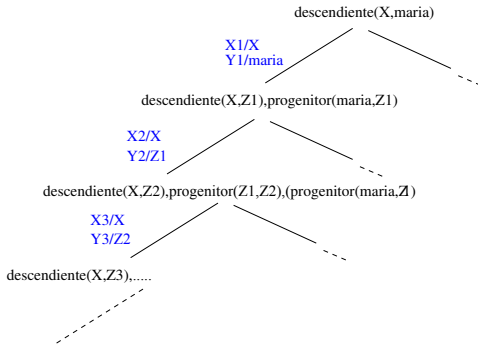 descendiente(X,maria)
X1/X
Y1/maria
descendiente(X,Z1),progenitor(maria,Z1)
X2/X
Y2/Z1
descendiente(X,Z2),progenitor(Z1,Z2),(progenitor(maria,Z1)
X3/X
Y3/Z2
descendiente(X,Z3),.....